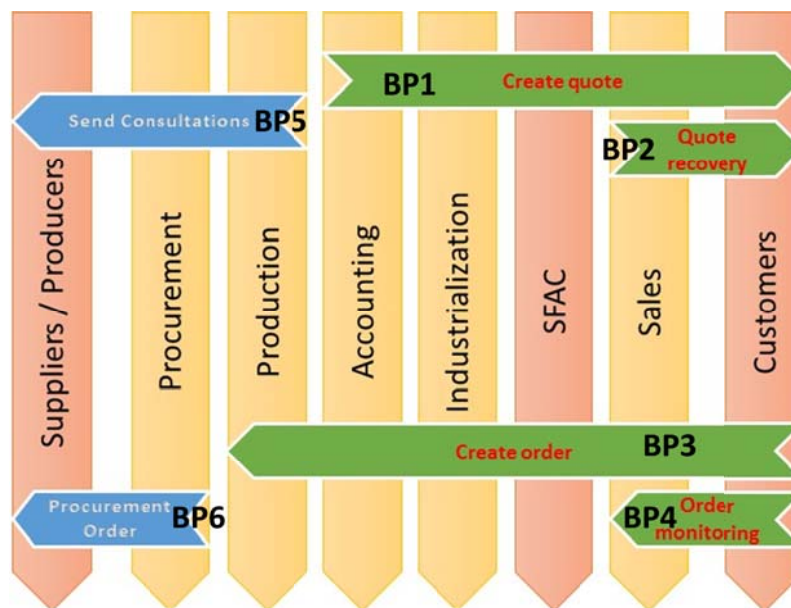 BP1 Create quote
Send Consultations BP5
BP2 Quote
recovery
Suppliers / Producers
Procurement
Production
Accounting
Industrialization
SFAC
Sales
Customers
Create order BP3
Procurement
Order
BP6
BP4 Order
monitoring